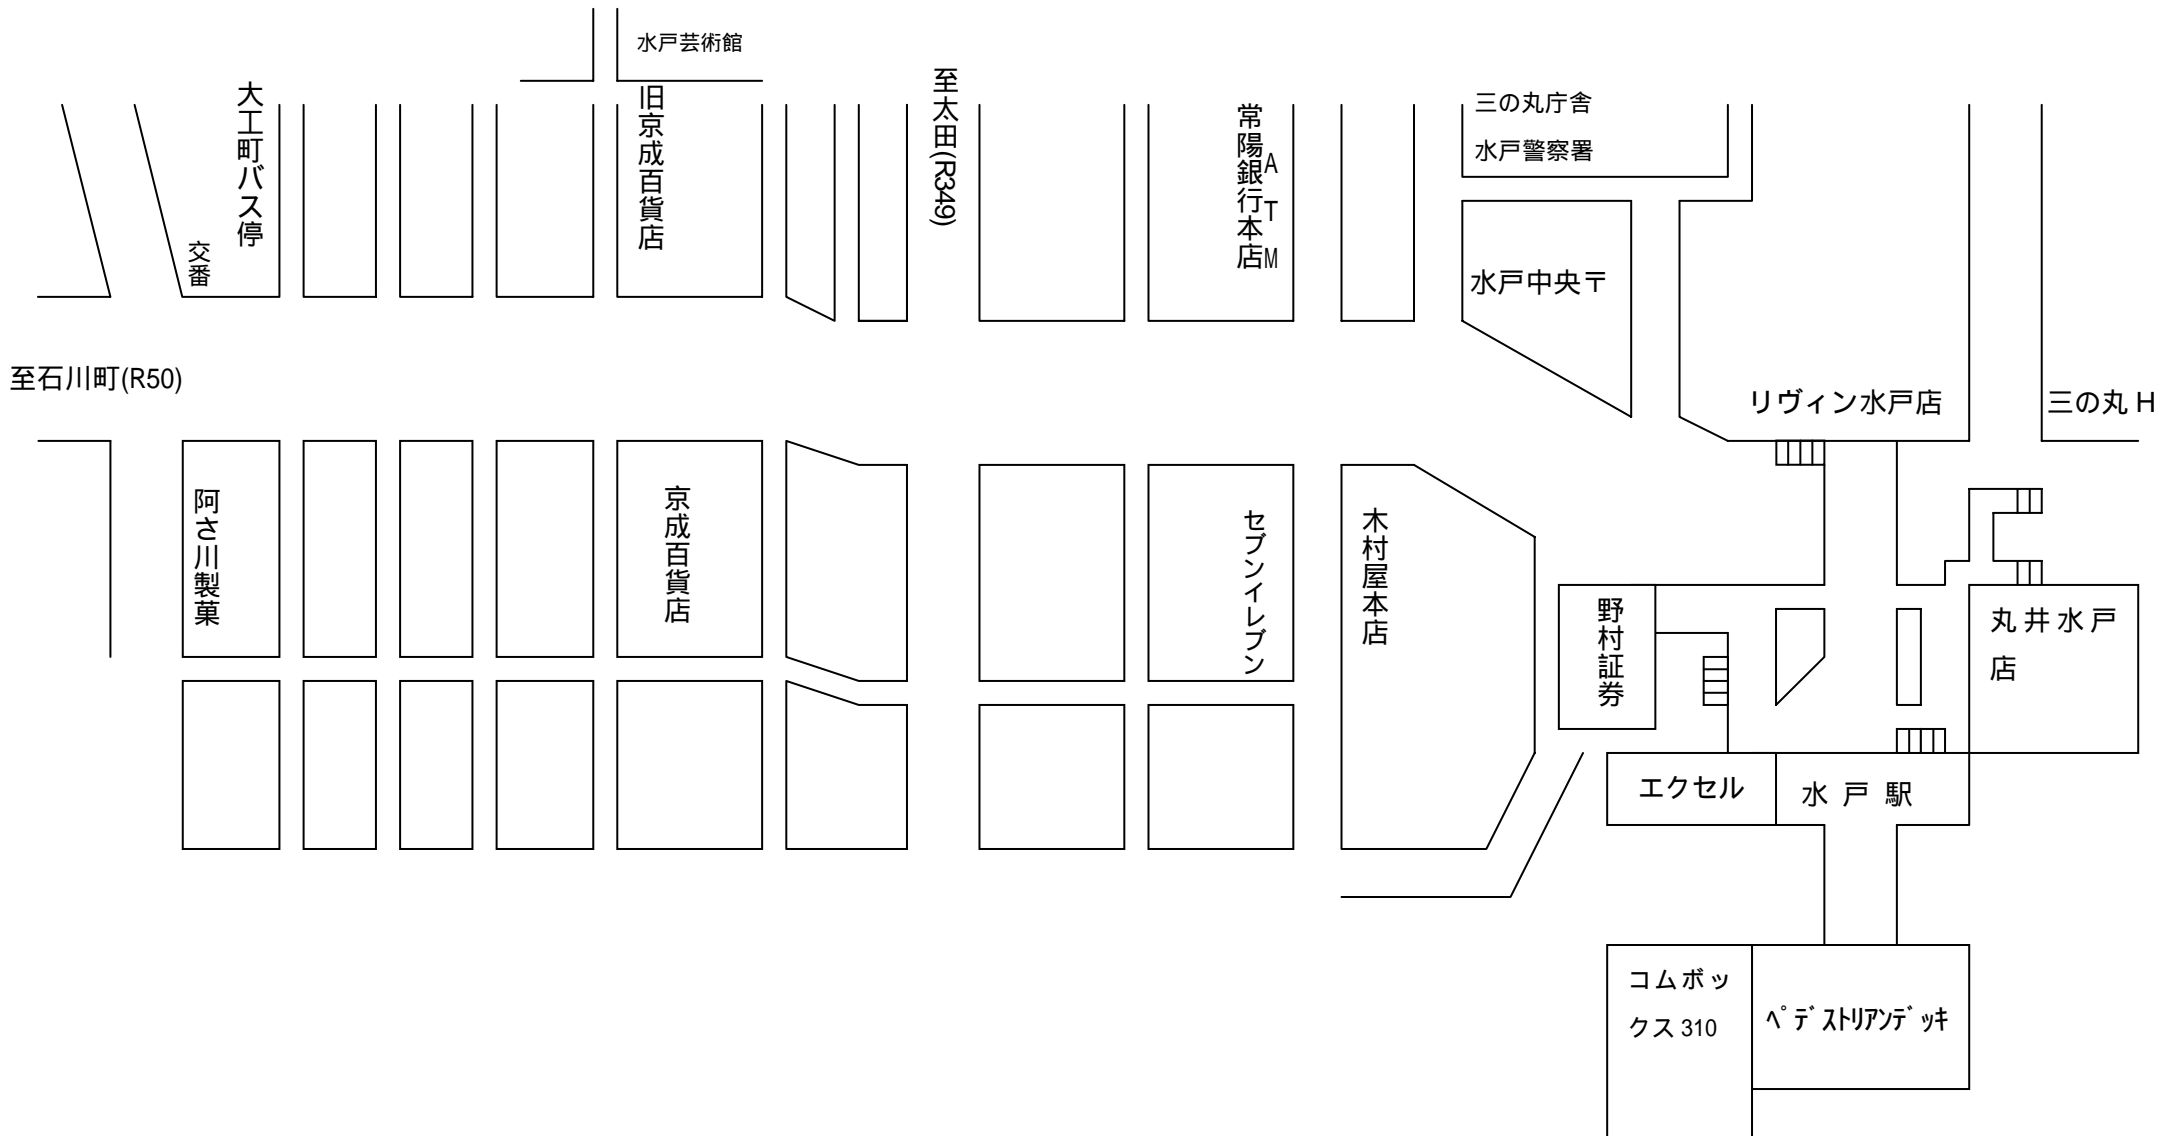 水戸芸術館
大工町バス停
交番
旧京成百貨店
至太田(R349)
常陽銀行本店
ATM
三の丸庁舎
水戸警察署
水戸中央〒
至石川町(R50)
リヴィン水戸店
三の丸H
阿さ川製菓
京成百貨店
セブンイレブン
木村屋本店
野村証券
丸井水戸
店
エクセル
水戸駅
コムボッ
クス310
ﾍﾟﾃﾞｽﾄﾘｱﾝﾃﾞｯｷ